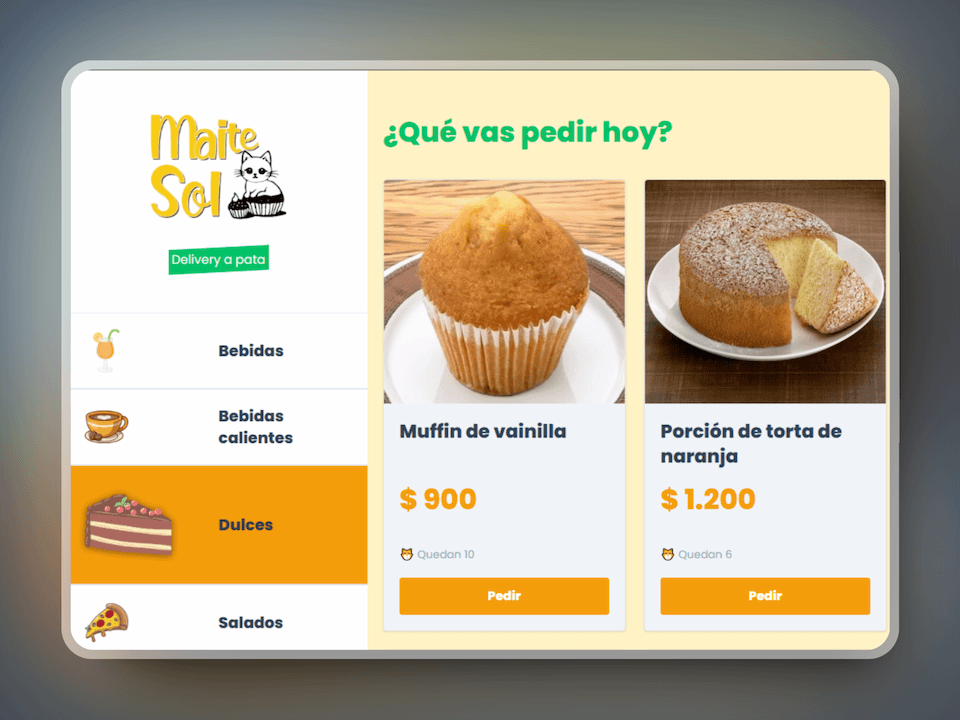 Maite
Sol
Delivery a pata
Bebidas
Bebidas
calientes
Dulces
Salados
¿Qué vas pedir hoy?
Muffin de vainilla
$ 900
Quedan 10
Pedir
Porción de torta de
naranja
$ 1.200
Quedan 6
Pedir